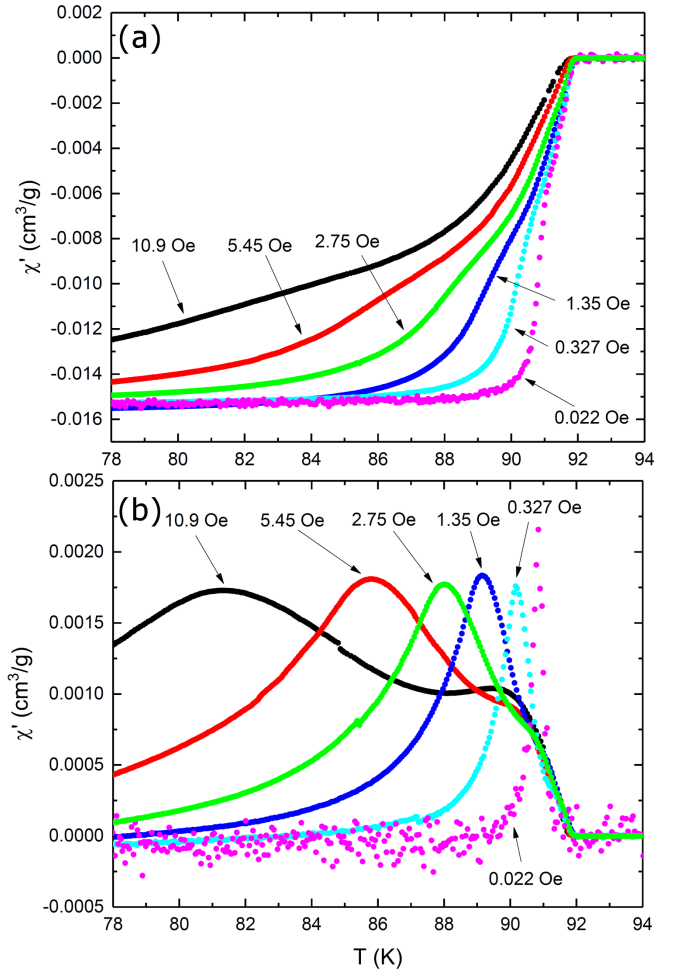 (a)
0.002
0.000
-0.002
-0.004
-0.006
-0.008
-0.010
-0.012
-0.014
-0.016
χ' (cm³/g)
10.9 Oe
5.45 Oe
2.75 Oe
1.35 Oe
0.327 Oe
0.022 Oe
78 80 82 84 86 88 90 92 94
(b)
0.0025
0.0020
0.0015
0.0010
0.0005
0.0000
-0.0005
χ' (cm³/g)
10.9 Oe
5.45 Oe
2.75 Oe
1.35 Oe
0.327 Oe
0.022 Oe
78 80 82 84 86 88 90 92 94
T (K)